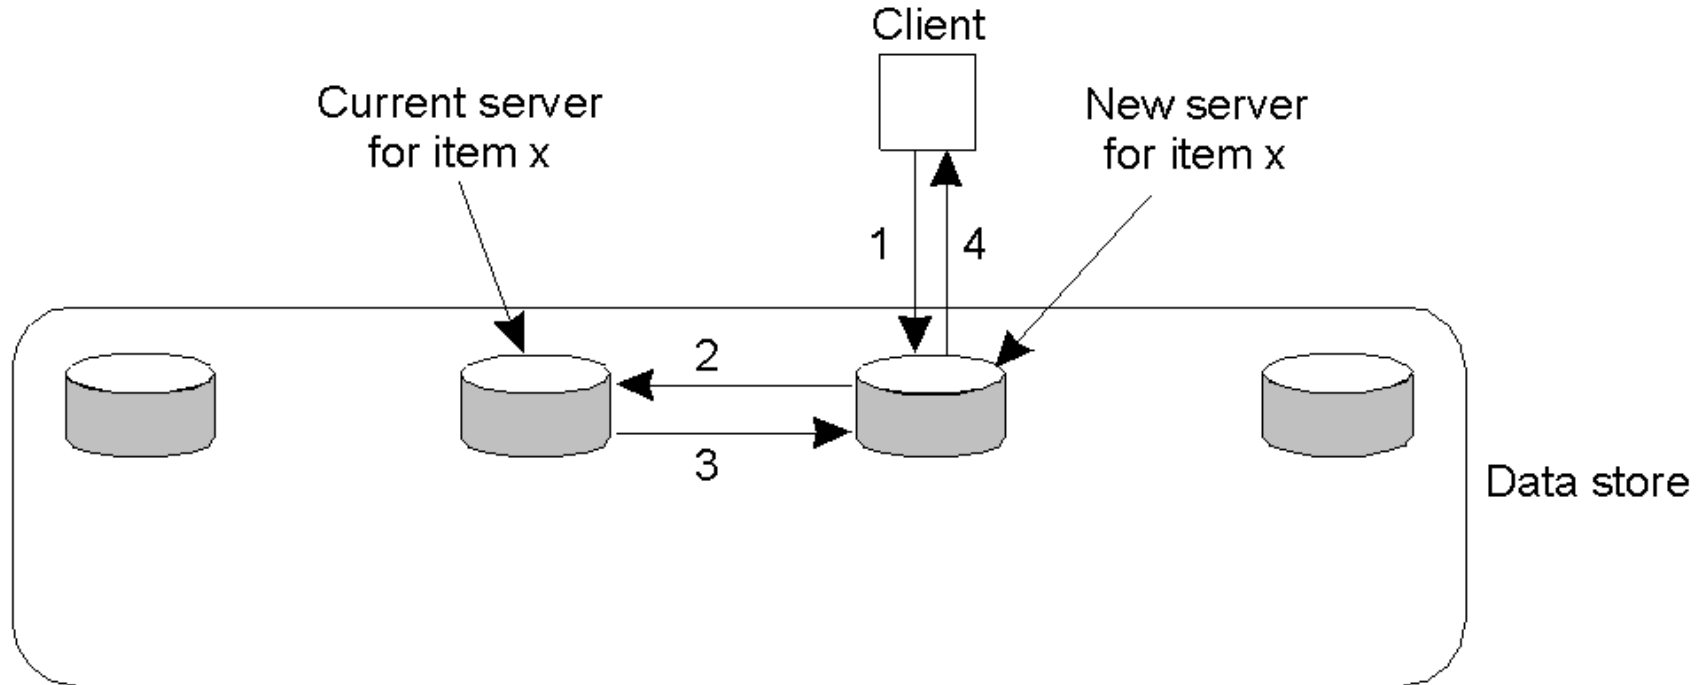 Client
Current server
for item x
New server
for item x
1
4
2
3
Data store